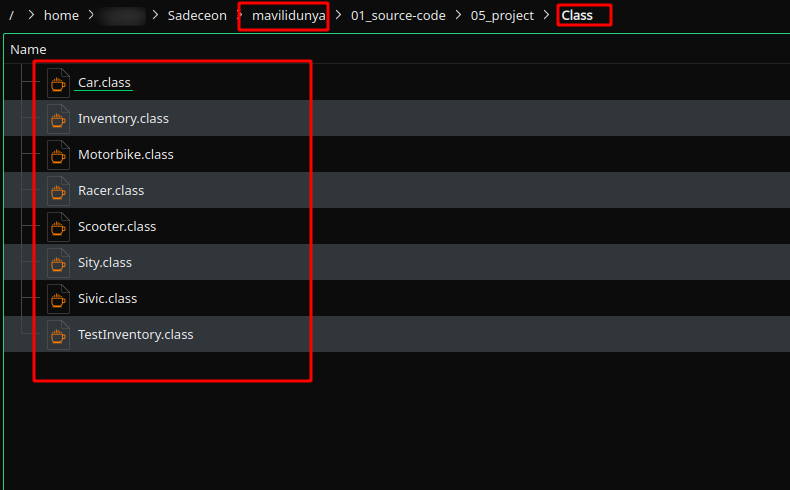 / > home > > Sadeceon > mavilidunya > 01_source-code > 05_project > Class
Name
Car.class
Inventory.class
Motorbike.class
Racer.class
Scooter.class
Sity.class
Sivic.class
TestInventory.class